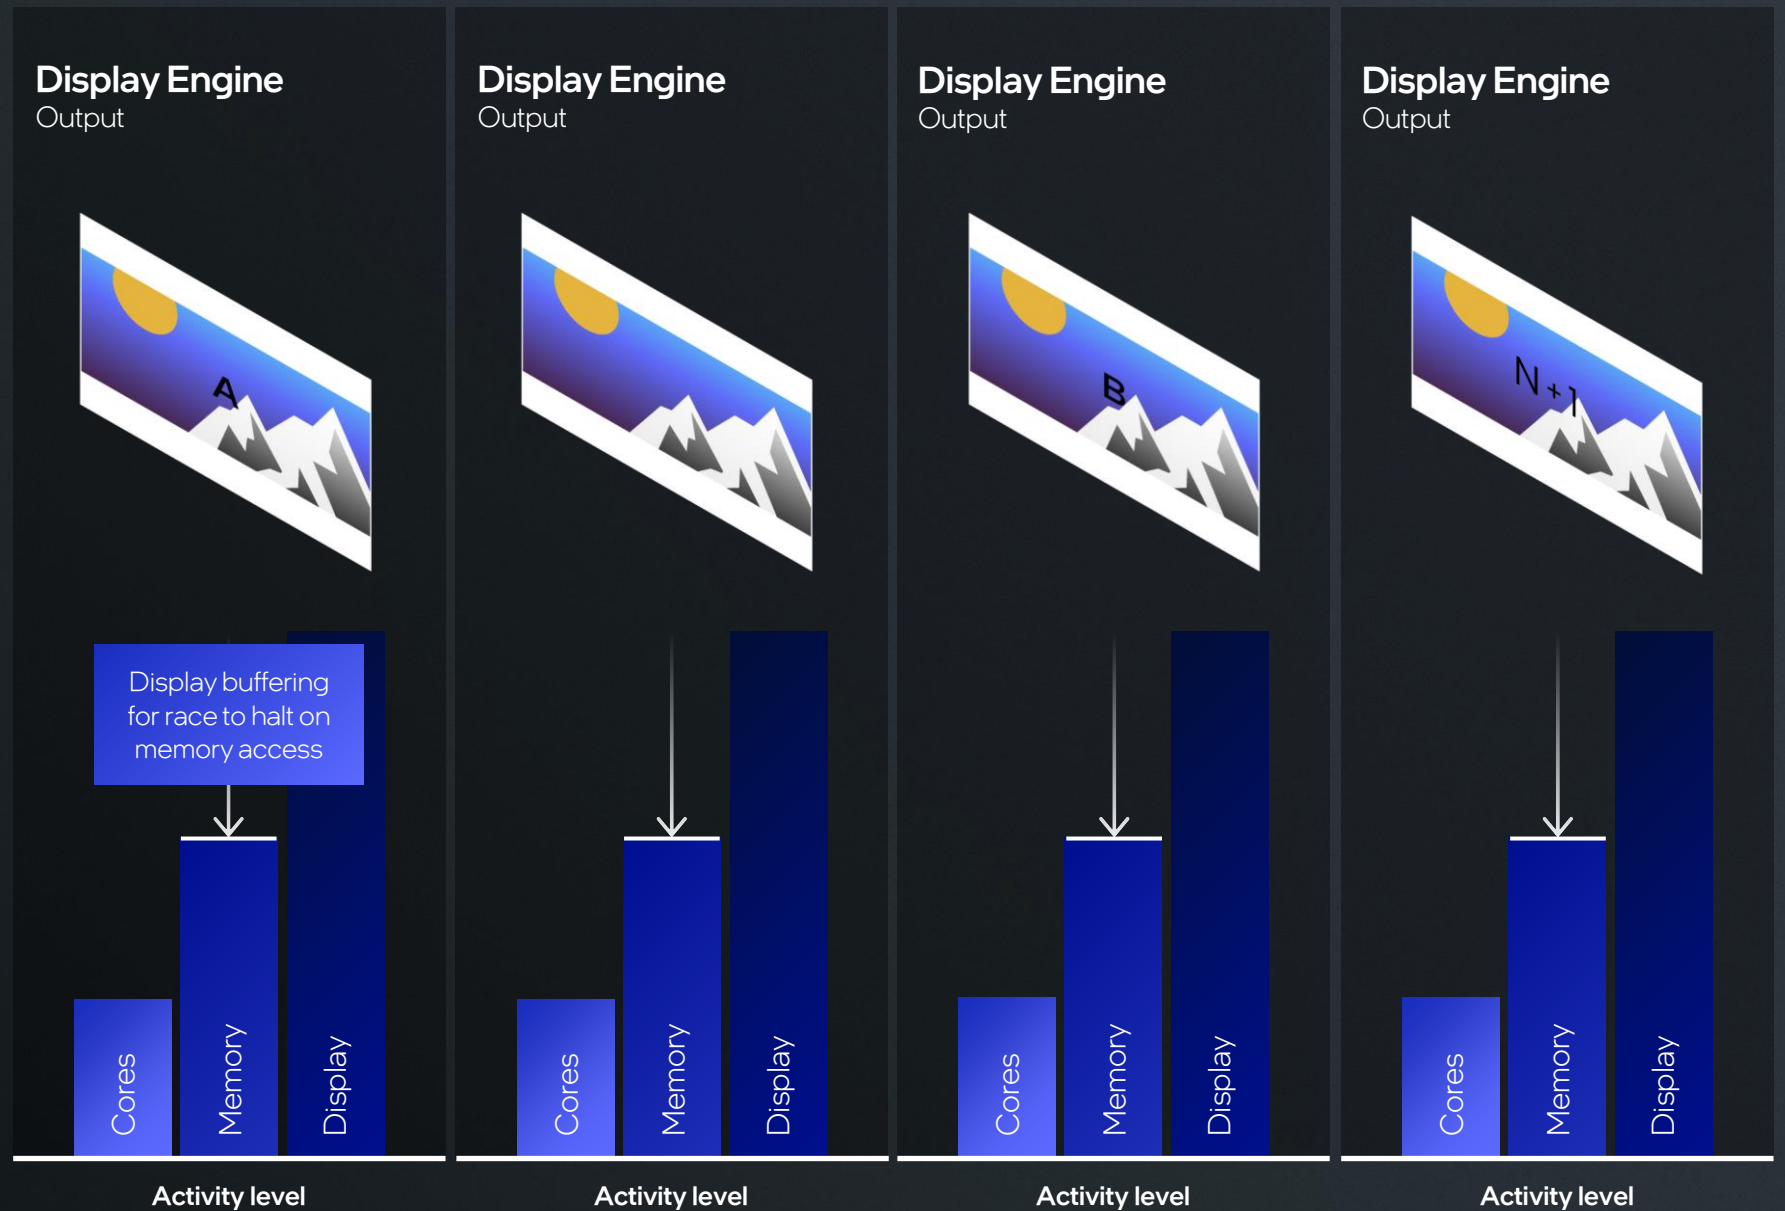 Display Engine
Output
A
Display buffering
for race to halt on
memory access
Cores
Memory
Display
Activity level
Display Engine
Output
Cores
Memory
Display
Activity level
Display Engine
Output
B
Cores
Memory
Display
Activity level
Display Engine
Output
N+1
Cores
Memory
Display
Activity level